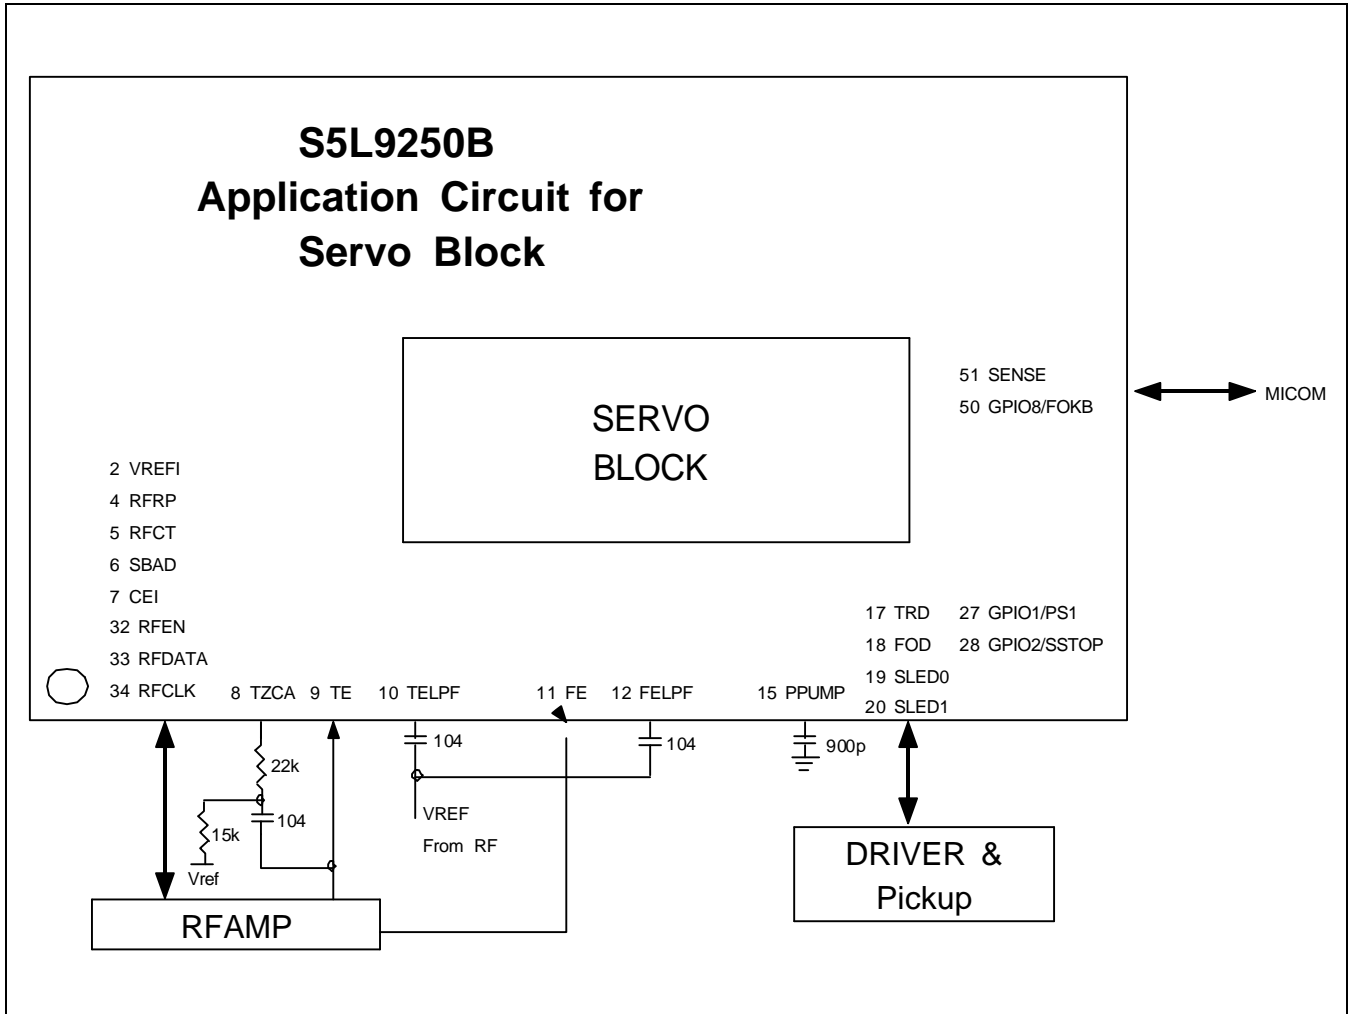 S5L9250B
Application Circuit for
Servo Block
SERVO
BLOCK
51 SENSE
50 GPIO8/FOKB
MICOM
2 VREFI
4 RFRP
5 RFCT
6 SBAD
7 CEI
32 RFEN
33 RFDATA
34 RFCLK
8 TZCA
9 TE
10 TELPF
11 FE
12 FELPF
15 PPUMP
17 TRD
18 FOD
19 SLED0
20 SLED1
27 GPIO1/PS1
28 GPIO2/SSTOP
22k
104
15k
Vref
104
VREF
From RF
104
900p
RFAMP
DRIVER &
Pickup